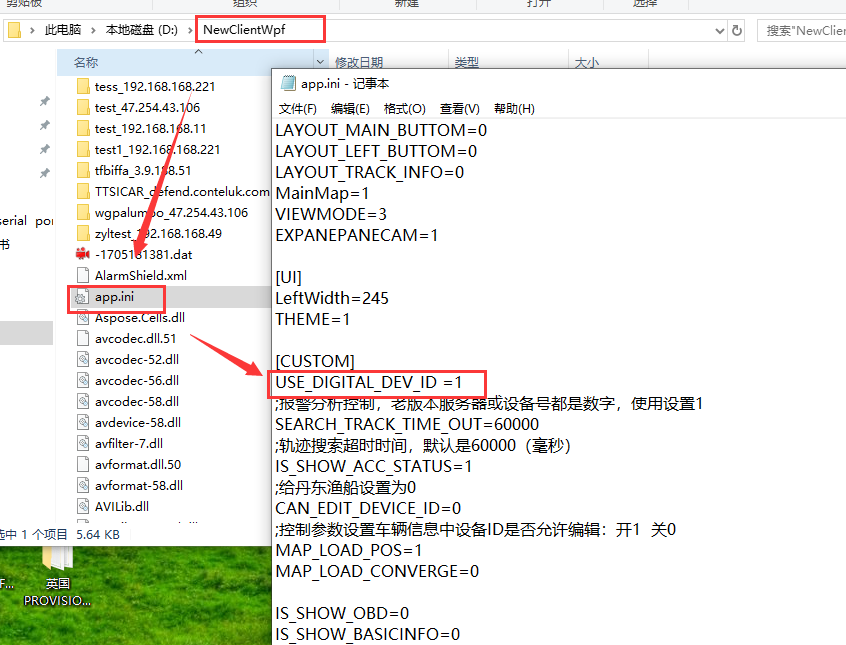 剪贴板
组织
新建
打开
选择
此电脑
本地磁盘 (D:)
NewClientWpf
搜索"NewClien
名称
修改日期
类型
大小
tess_192.168.168.221
test_47.254.43.106
test_192.168.168.11
test1_192.168.168.221
tfbiffa_3.9.188.51
TTSICAR_defend.conteluk.com
wgpalumbo_47.254.43.106
zyltest_192.168.168.49
-1705181381.dat
AlarmShield.xml
app.ini
Aspose.Cells.dll
avcodec.dll.51
avcodec-52.dll
avcodec-56.dll
avcodec-58.dll
avdevice-58.dll
avfilter-7.dll
avformat.dll.50
avformat-58.dll
AVILib.dll
serial por
书
选中 1 个项目 5.64 KB
F...
英国
PROVISIO...
app.ini - 记事本
文件(F) 编辑(E) 格式(O) 查看(V) 帮助(H)
LAYOUT_MAIN_BUTTOM=0
LAYOUT_LEFT_BUTTOM=0
LAYOUT_TRACK_INFO=0
MainMap=1
VIEWMODE=3
EXPANEPANECAM=1
[UI]
LeftWidth=245
THEME=1
[CUSTOM]
USE_DIGITAL_DEV_ID =1
;报警分析控制，老版本服务器或设备号都是数字，使用设置1
SEARCH_TRACK_TIME_OUT=60000
;轨迹搜索超时时间，默认是60000（毫秒）
IS_SHOW_ACC_STATUS=1
;给丹东渔船设置为0
CAN_EDIT_DEVICE_ID=0
;控制参数设置车辆信息中设备ID是否允许编辑：开1 关0
MAP_LOAD_POS=1
MAP_LOAD_CONVERGE=0
IS_SHOW_OBD=0
IS_SHOW_BASICINFO=0